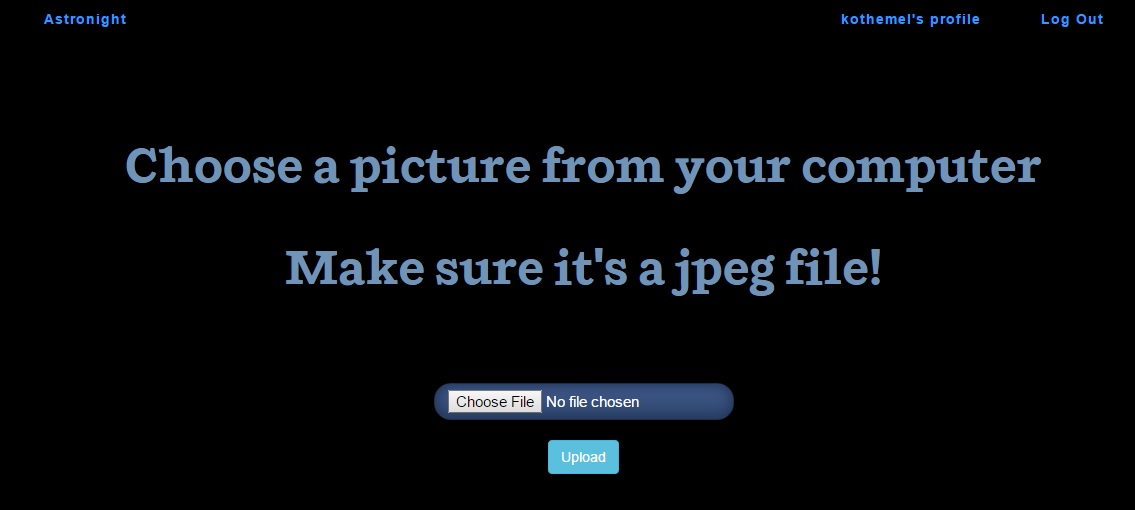 Astronight kothemel's profile Log Out
Choose a picture from your computer
Make sure it's a jpeg file!
Choose File No file chosen
Upload